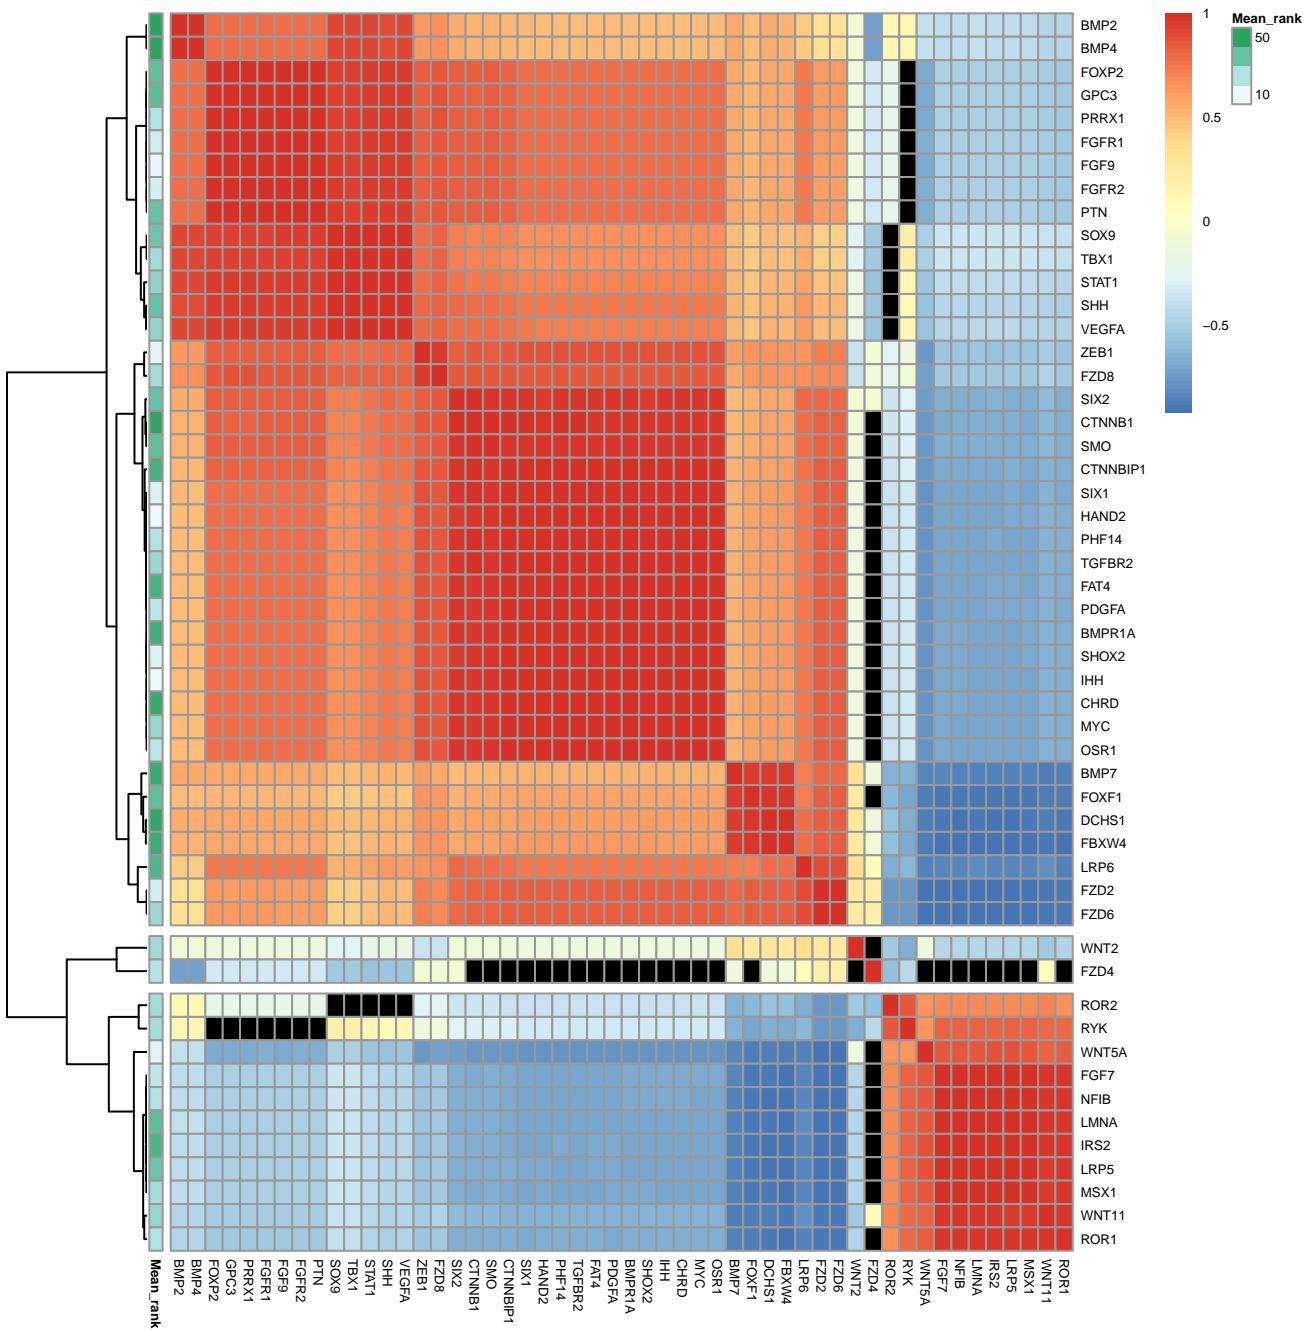 1
0.5
0
−0.5
Mean_rank
50
10
BMP2
BMP4
FOXP2
GPC3
PRRX1
FGFR1
FGF9
FGFR2
PTN
SOX9
TBX1
STAT1
SHH
VEGFA
ZEB1
FZD8
SIX2
CTNNB1
SMO
CTNNBIP1
SIX1
HAND2
PHF14
TGFBR2
FAT4
PDGFA
BMPR1A
SHOX2
IHH
CHRD
MYC
OSR1
BMP7
FOXF1
DCHS1
FBXW4
LRP6
FZD2
FZD6
WNT2
FZD4
ROR2
RYK
WNT5A
FGF7
NFIB
LMNA
IRS2
LRP5
MSX1
WNT11
ROR1
Mean_rank
BMP2
BMP4
FOXP2
GPC3
PRRX1
FGFR1
FGF9
FGFR2
PTN
SOX9
TBX1
STAT1
SHH
VEGFA
ZEB1
FZD8
SIX2
CTNNB1
SMO
CTNNBIP1
SIX1
HAND2
PHF14
TGFBR2
FAT4
PDGFA
BMPR1A
SHOX2
IHH
CHRD
MYC
OSR1
BMP7
FOXF1
DCHS1
FBXW4
LRP6
FZD2
FZD6
WNT2
FZD4
ROR2
RYK
WNT5A
FGF7
NFIB
LMNA
IRS2
LRP5
MSX1
WNT11
ROR1